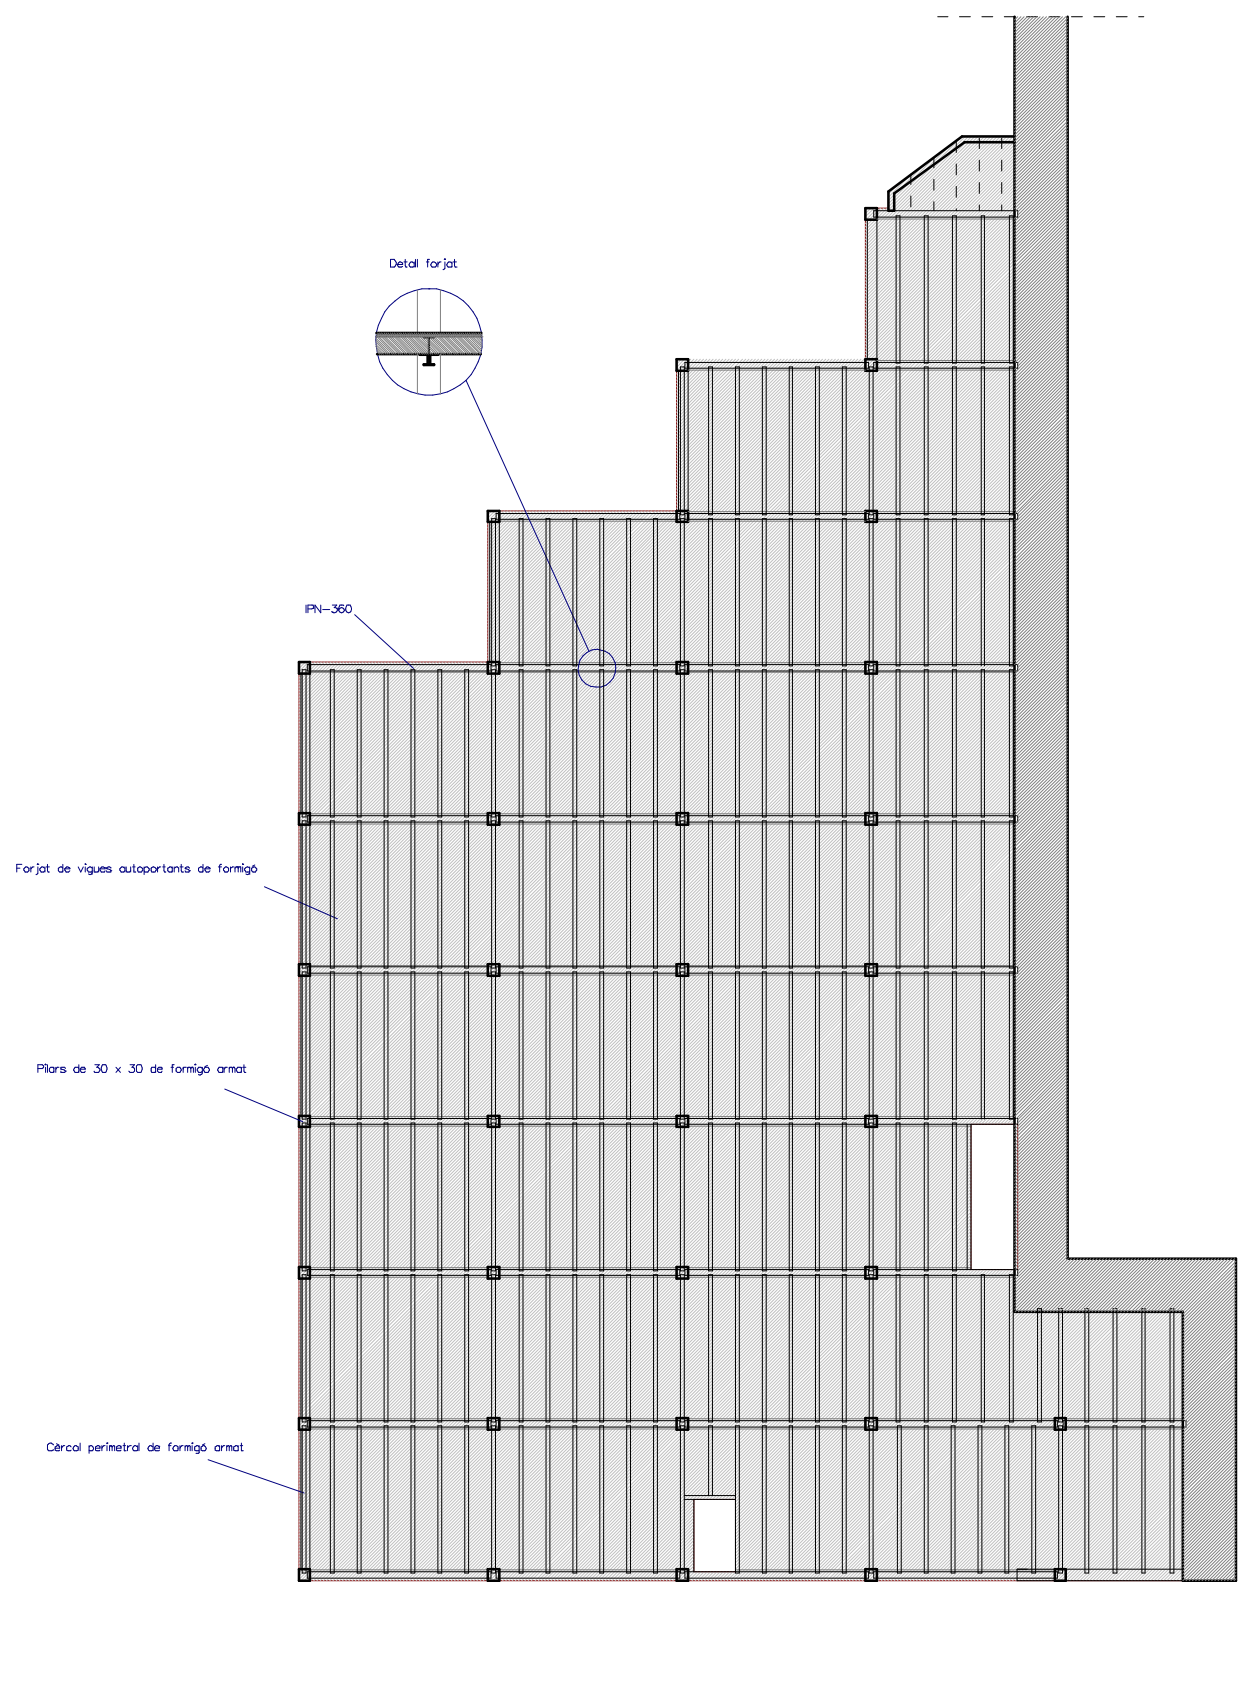 Detall forjat
IPN-360
Forjat de vigues autoportants de formigó
Pilars de 30 x 30 de formigó armat
Cèrcol perimetral de formigó armat